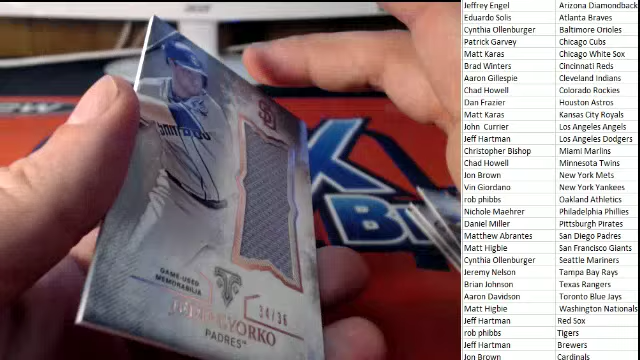 Jeffrey Engel Arizona Diamondback
Eduardo Solis Atlanta Braves
Cynthia Ollenburger Baltimore Orioles
Patrick Garvey Chicago Cubs
Matt Karas Chicago White Sox
Brad Winters Cincinnati Reds
Aaron Gillespie Cleveland Indians
Chad Howell Colorado Rockies
Dan Frazier Houston Astros
Matt Karas Kansas City Royals
John Currier Los Angeles Angels
Jeff Hartman Los Angeles Dodgers
Christopher Bishop Miami Marlins
Chad Howell Minnesota Twins
Jon Brown New York Mets
Vin Giordano New York Yankees
rob phibbs Oakland Athletics
Nichole Maehrer Philadelphia Phillies
Daniel Miller Pittsburgh Pirates
Matthew Abrantes San Diego Padres
Matt Higbie San Francisco Giants
Cynthia Ollenburger Seattle Mariners
Jeremy Nelson Tampa Bay Rays
Brian Johnson Texas Rangers
Aaron Davidson Toronto Blue Jays
Matt Higbie Washington Nationals
Jeff Hartman Red Sox
rob phibbs Tigers
Jeff Hartman Brewers
Jon Brown Cardinals
SD
GAME-USED
MEMORABILIA
GYORKO
34/36
PADRES